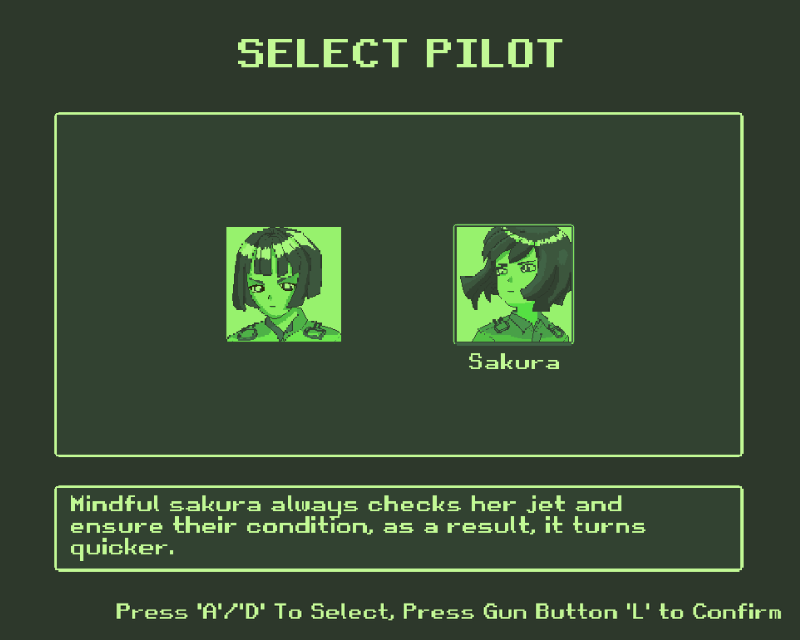 SELECT PILOT
Sakura
Mindful sakura always checks her jet and
ensure their condition, as a result, it turns
quicker.
Press 'A'/'D' To Select, Press Gun Button 'L' to Confirm